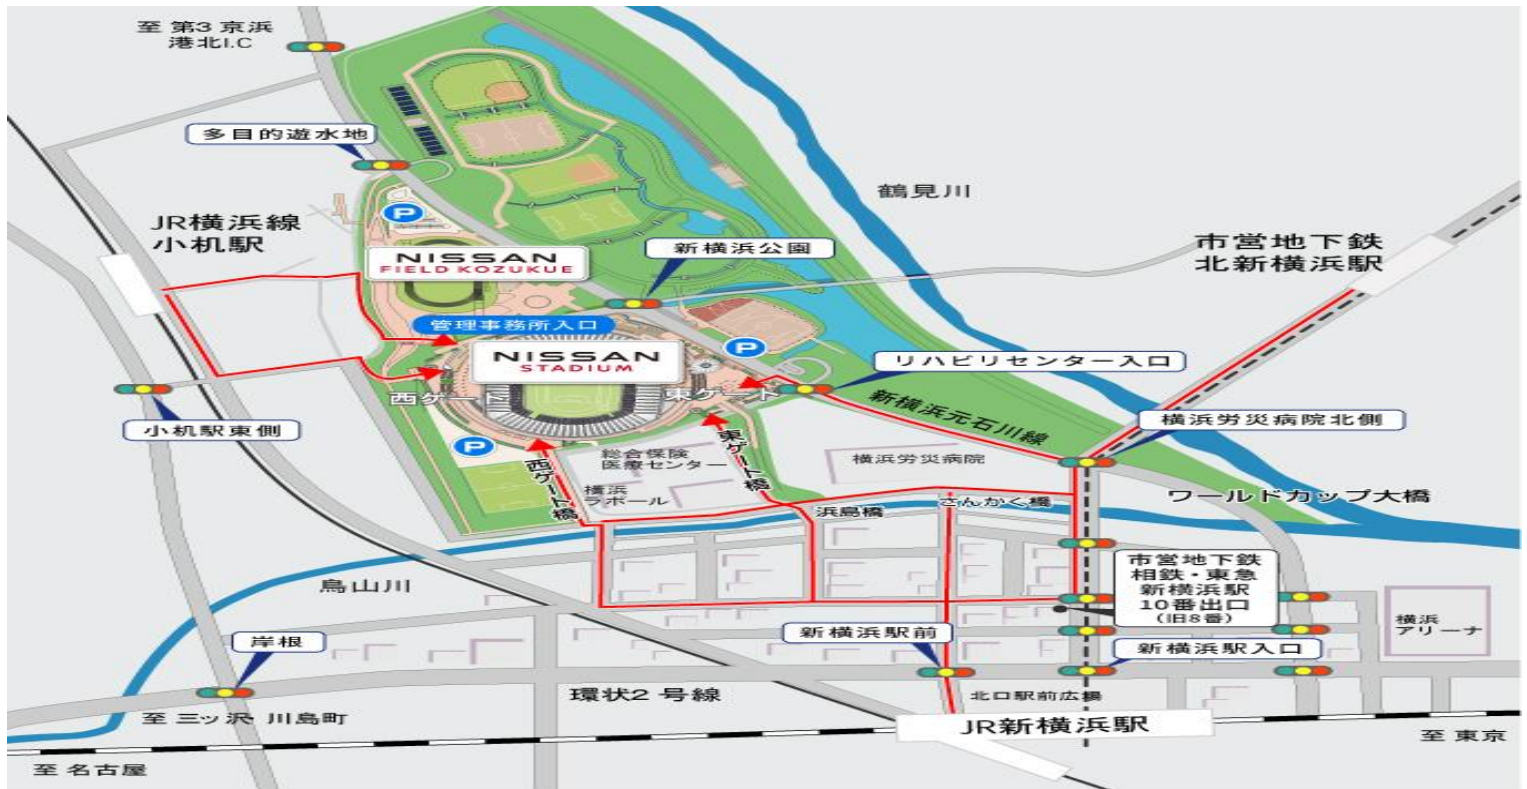 至 第3 京浜
港北I.C
多目的遊水地
鶴見川
JR横浜線
小机駅
P
新横浜公園
市営地下鉄
北新横浜駅
NISSAN
FIELD KOZUKUE
管理事務所入口
NISSAN
STADIUM
P
リハビリセンター入口
西ゲート
東ゲート
新横浜元石川線
小机駅東側
P
横浜労災病院北側
総合保険
医療センター
横浜労災病院
横浜
ラポール
西ゲート橋
東ゲート橋
浜鳥橋
さんかく橋
ワールドカップ大橋
鳥山川
市営地下鉄
相鉄・東急
新横浜駅
10番出口
(旧8番)
横浜
アリーナ
岸根
新横浜駅前
新横浜駅入口
環状2 号線
北口駅前広場
至 三ッ沢・川島町
JR新横浜駅
至 東京
至 名古屋